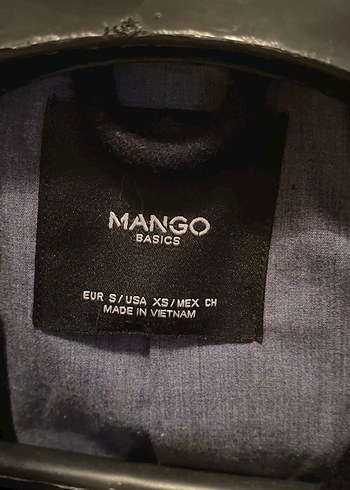 MANGO
BASICS
EUR S/USA XS/MEX CH
MADE IN VIETNAM